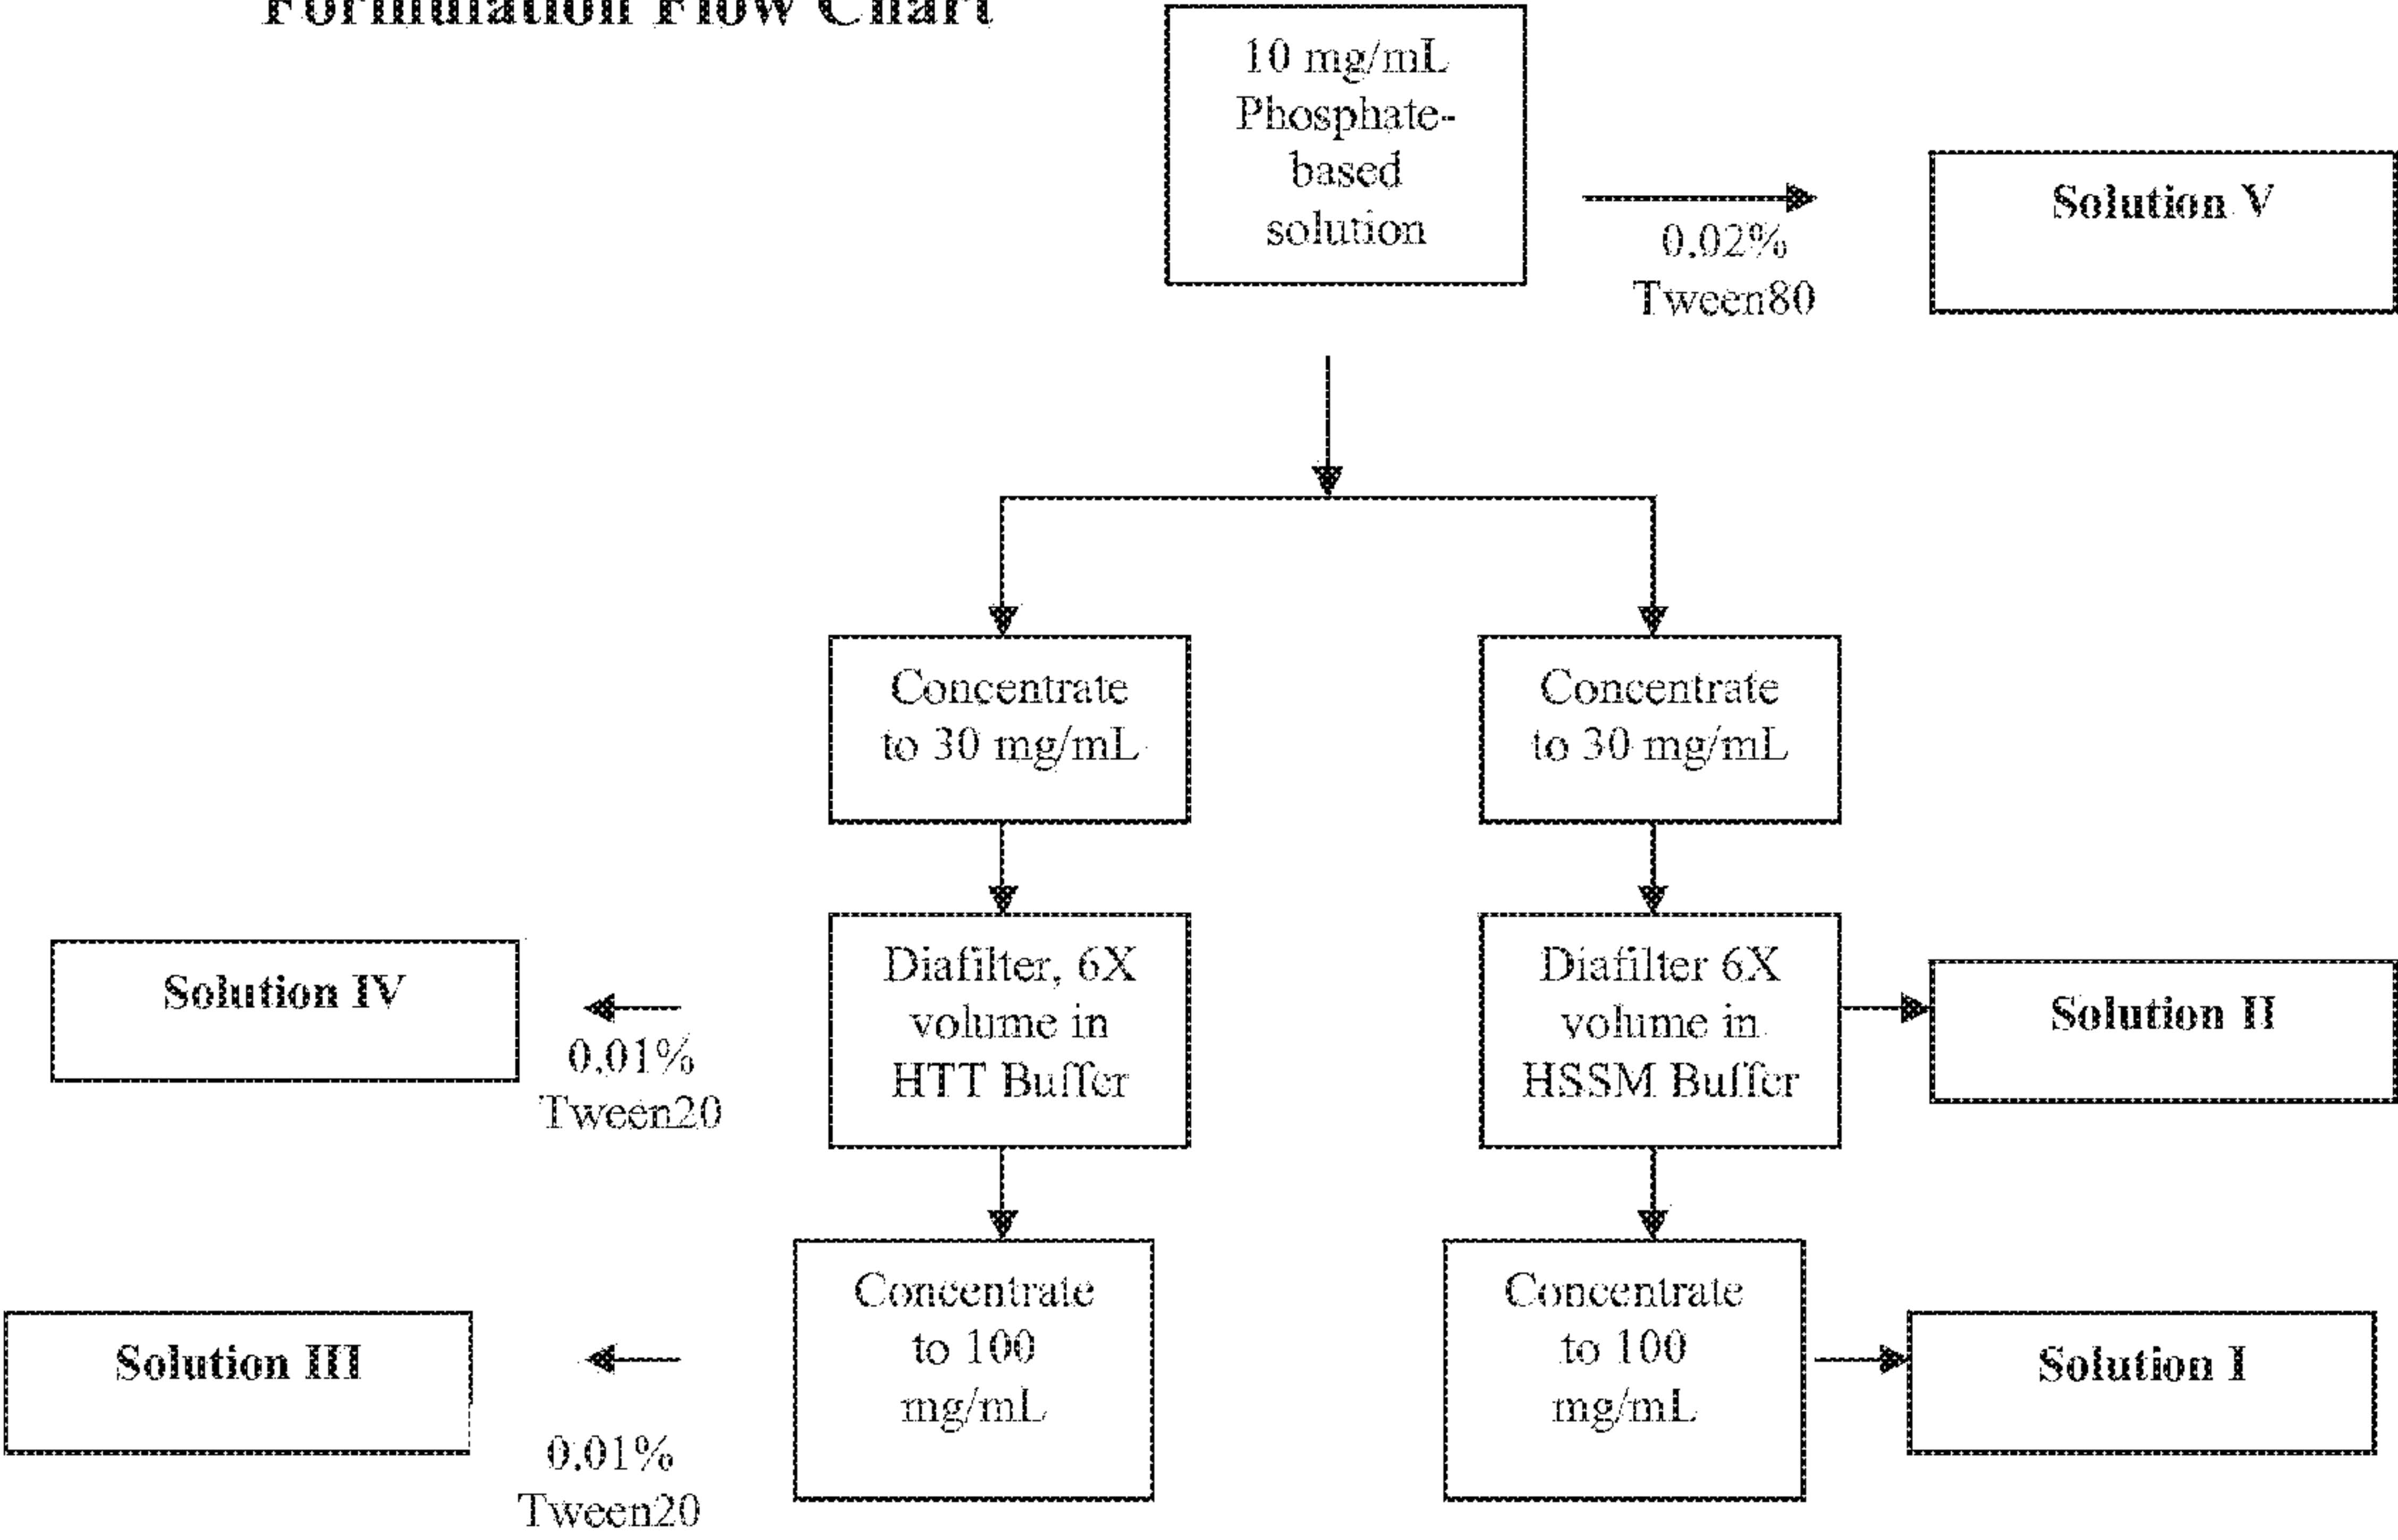 Formulation Flow Chart
10 mg/mL
Phosphate-
based
solution
0.02%
Tween80
Solution V
Concentrate
to 30 mg/mL
Concentrate
to 30 mg/mL
Diafilter, 6X
volume in
HTT Buffer
Diafilter 6X
volume in
HSSM Buffer
Solution IV
0.01%
Tween20
Solution II
Concentrate
to 100
mg/mL
Concentrate
to 100
mg/mL
Solution III
0.01%
Tween20
Solution I